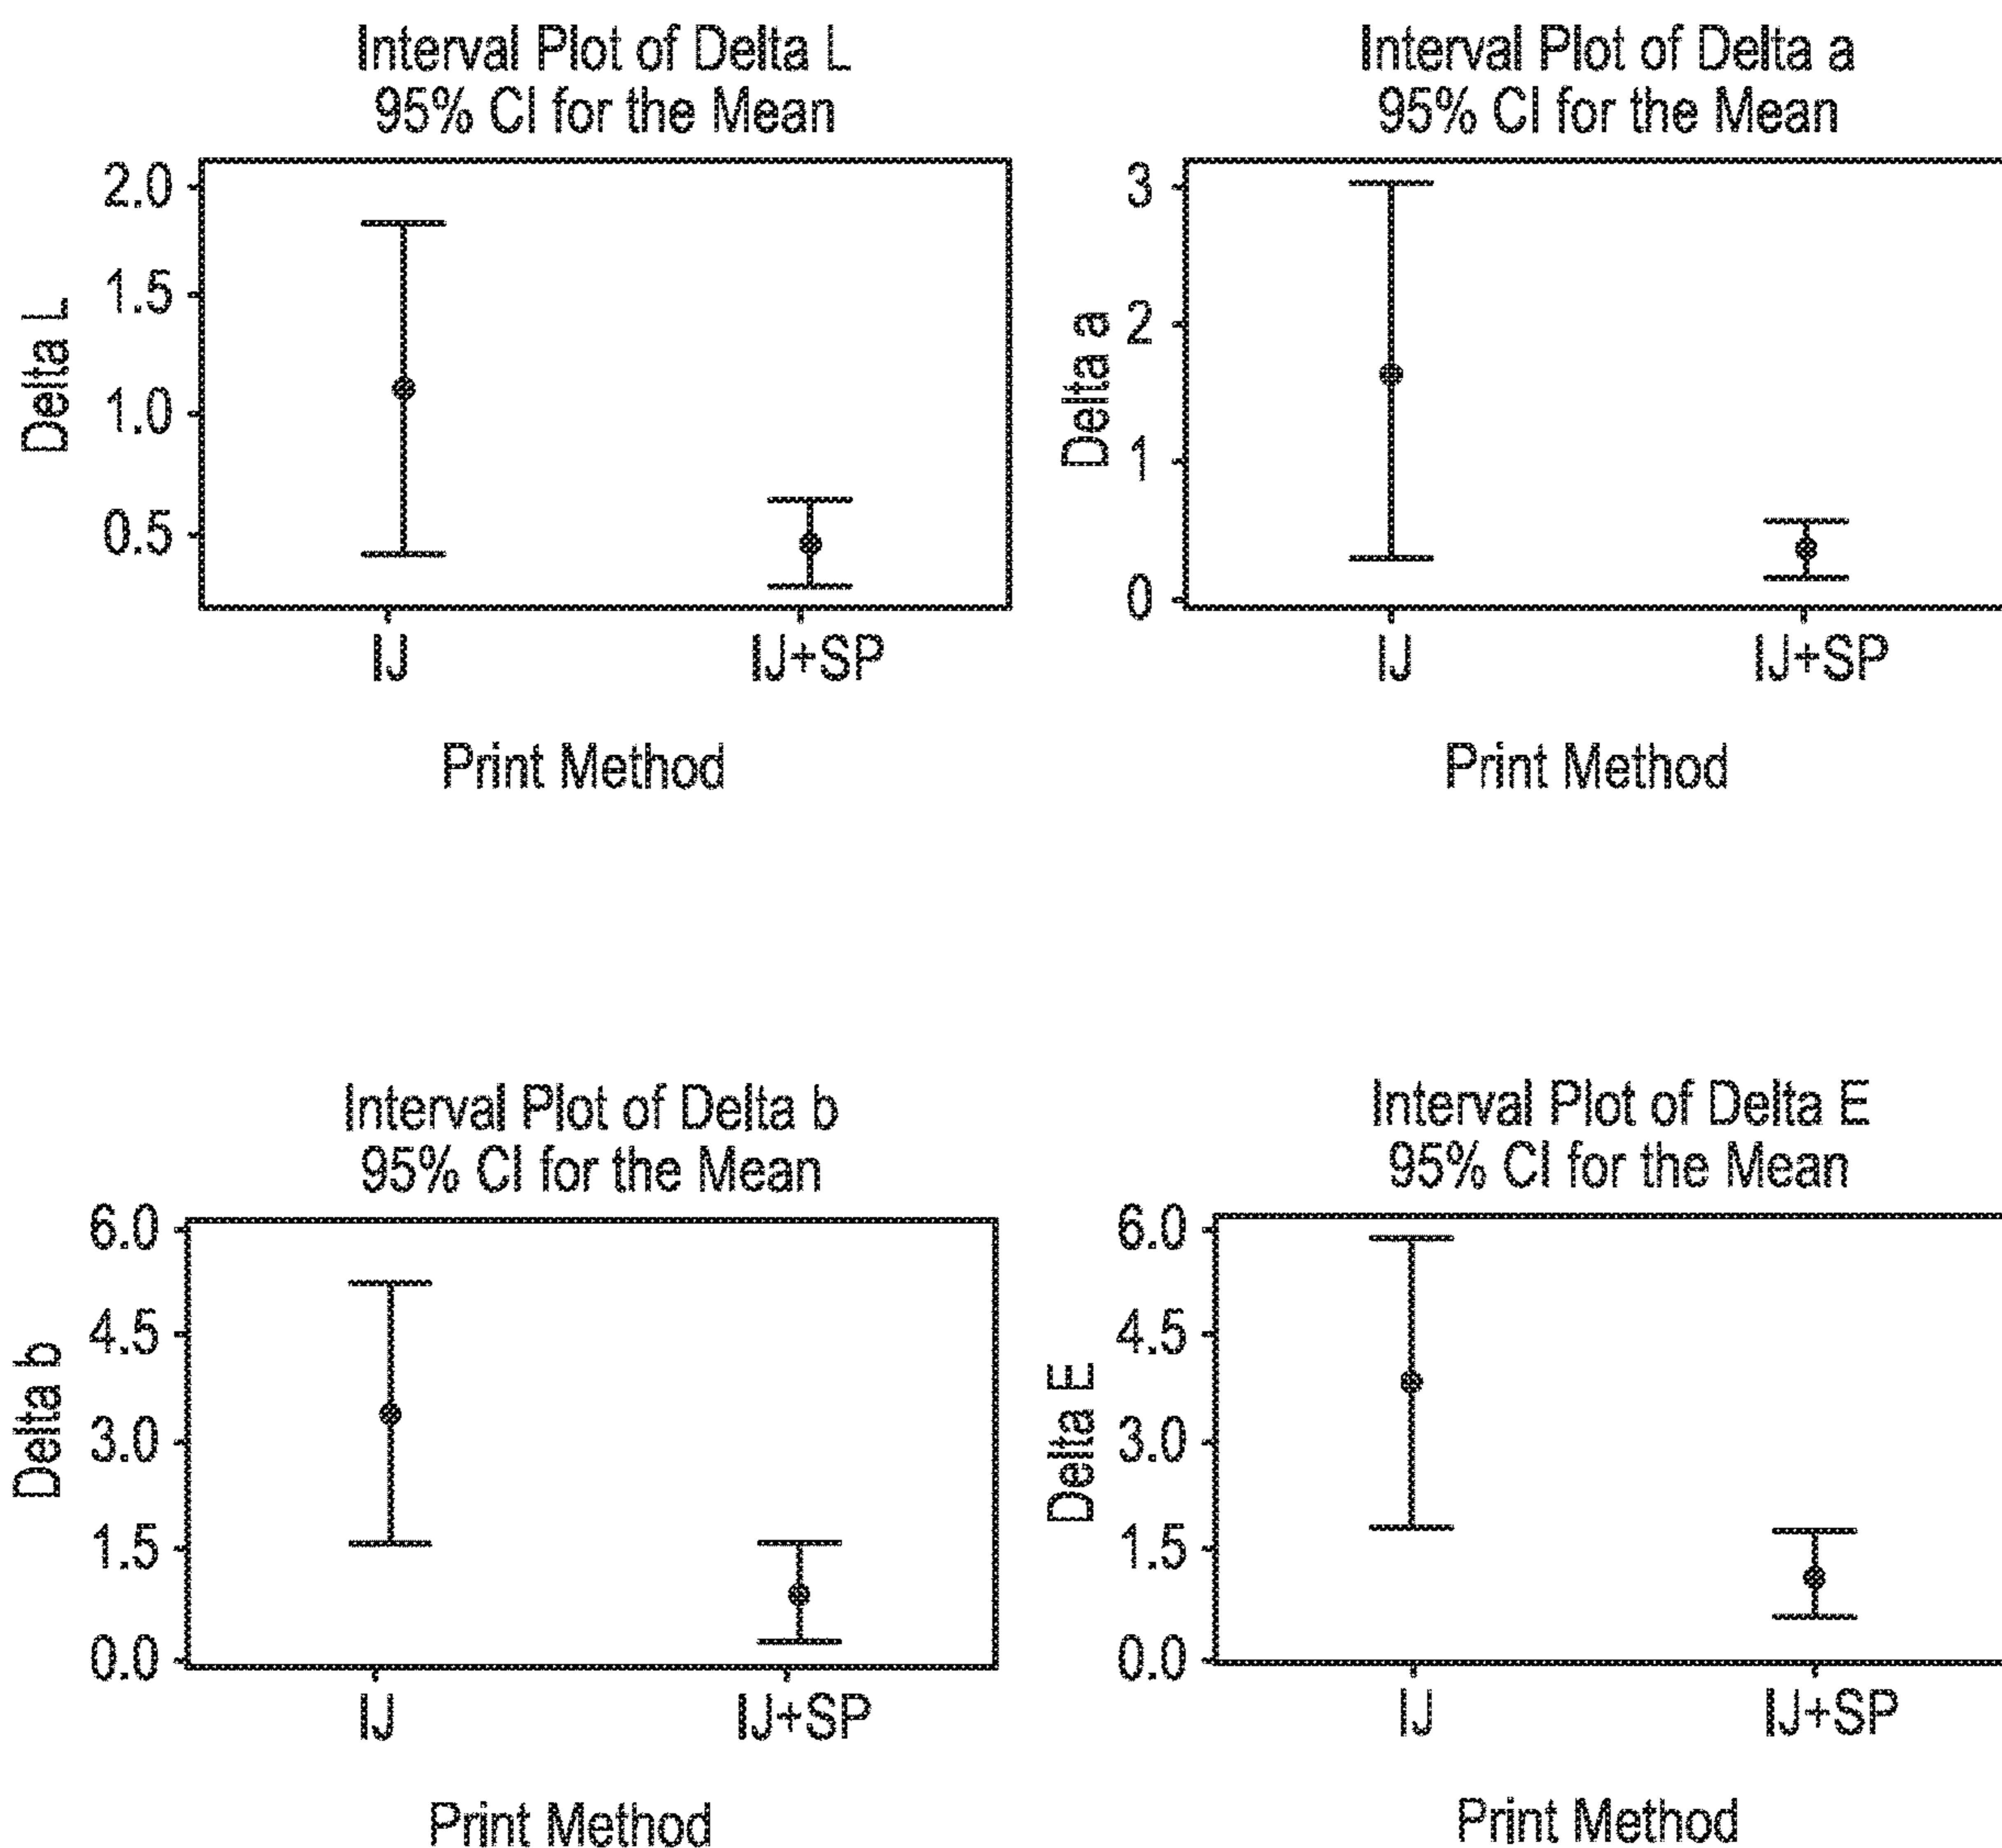 Interval Plot of Delta L
95% CI for the Mean
2.0
1.5
1.0
0.5
Delta L
IJ
IJ+SP
Print Method
Interval Plot of Delta a
95% CI for the Mean
3
2
1
0
Delta a
IJ
IJ+SP
Print Method
Interval Plot of Delta b
95% CI for the Mean
6.0
4.5
3.0
1.5
0.0
Delta b
IJ
IJ+SP
Print Method
Interval Plot of Delta E
95% CI for the Mean
6.0
4.5
3.0
1.5
0.0
Delta E
IJ
IJ+SP
Print Method